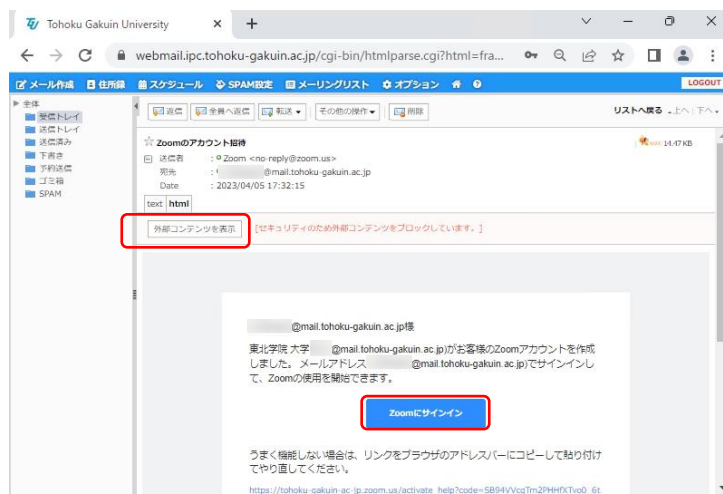 Tohoku Gakuin University
webmail.ipc.tohoku-gakuin.ac.jp/cgi-bin/htmlparse.cgi?html=fra...
メール作成 住所録 スケジュール SPAM設定 メーリングリスト オプション LOGOUT
全体
受信トレイ
送信トレイ
送信済み
下書き
予約送信
ゴミ箱
SPAM
返信 全員へ返信 転送 その他の操作 削除 リストへ戻る 上へ 下へ
Zoomのアカウント招待 14.47 KB
送信者 : Zoom <no-reply@zoom.us>
宛先 : @mail.tohoku-gakuin.ac.jp
Date : 2023/04/05 17:32:15
text html
外部コンテンツを表示 [セキュリティのため外部コンテンツをブロックしています。]
@mail.tohoku-gakuin.ac.jp様
東北学院 大学 @mail.tohoku-gakuin.ac.jp)がお客様のZoomアカウントを作成
しました。 メールアドレス @mail.tohoku-gakuin.ac.jp)でサインインし
て、Zoomの使用を開始できます。
Zoomにサインイン
うまく機能しない場合は、リンクをブラウザのアドレスバーにコピーして貼り付け
てやり直してください。
https://tohoku-gakuin-ac-jp.zoom.us/activate_help?code=